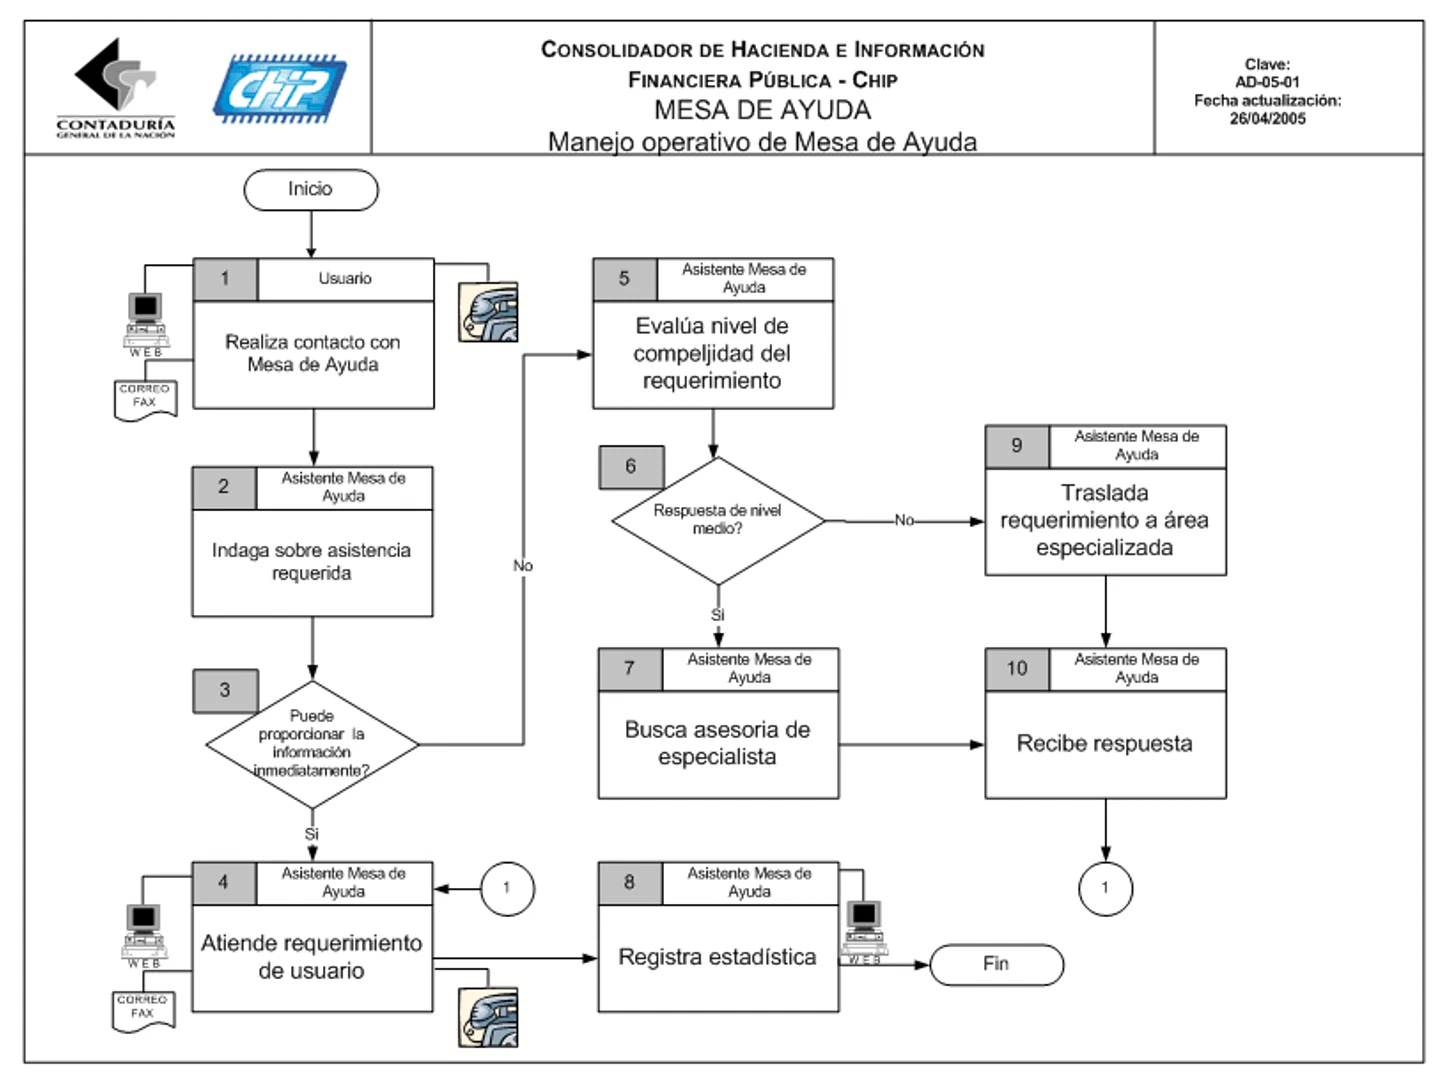 CONTADURÍA
GENERAL DE LA NACIÓN
CHIP
CONSOLIDADOR DE HACIENDA E INFORMACIÓN
FINANCIERA PÚBLICA - CHIP
MESA DE AYUDA
Manejo operativo de Mesa de Ayuda
Clave:
AD-05-01
Fecha actualización:
26/04/2005
Inicio
1
Usuario
Realiza contacto con
Mesa de Ayuda
WEB
CORREO
FAX
2
Asistente Mesa de
Ayuda
Indaga sobre asistencia
requerida
3
Puede
proporcionar la
información
inmediatamente?
No
Si
4
Asistente Mesa de
Ayuda
Atiende requerimiento
de usuario
WEB
CORREO
FAX
1
5
Asistente Mesa de
Ayuda
Evalúa nivel de
compeljidad del
requerimiento
6
Respuesta de nivel
medio?
No
Si
7
Asistente Mesa de
Ayuda
Busca asesoria de
especialista
8
Asistente Mesa de
Ayuda
Registra estadística
WEB
Fin
9
Asistente Mesa de
Ayuda
Traslada
requerimiento a área
especializada
10
Asistente Mesa de
Ayuda
Recibe respuesta
1